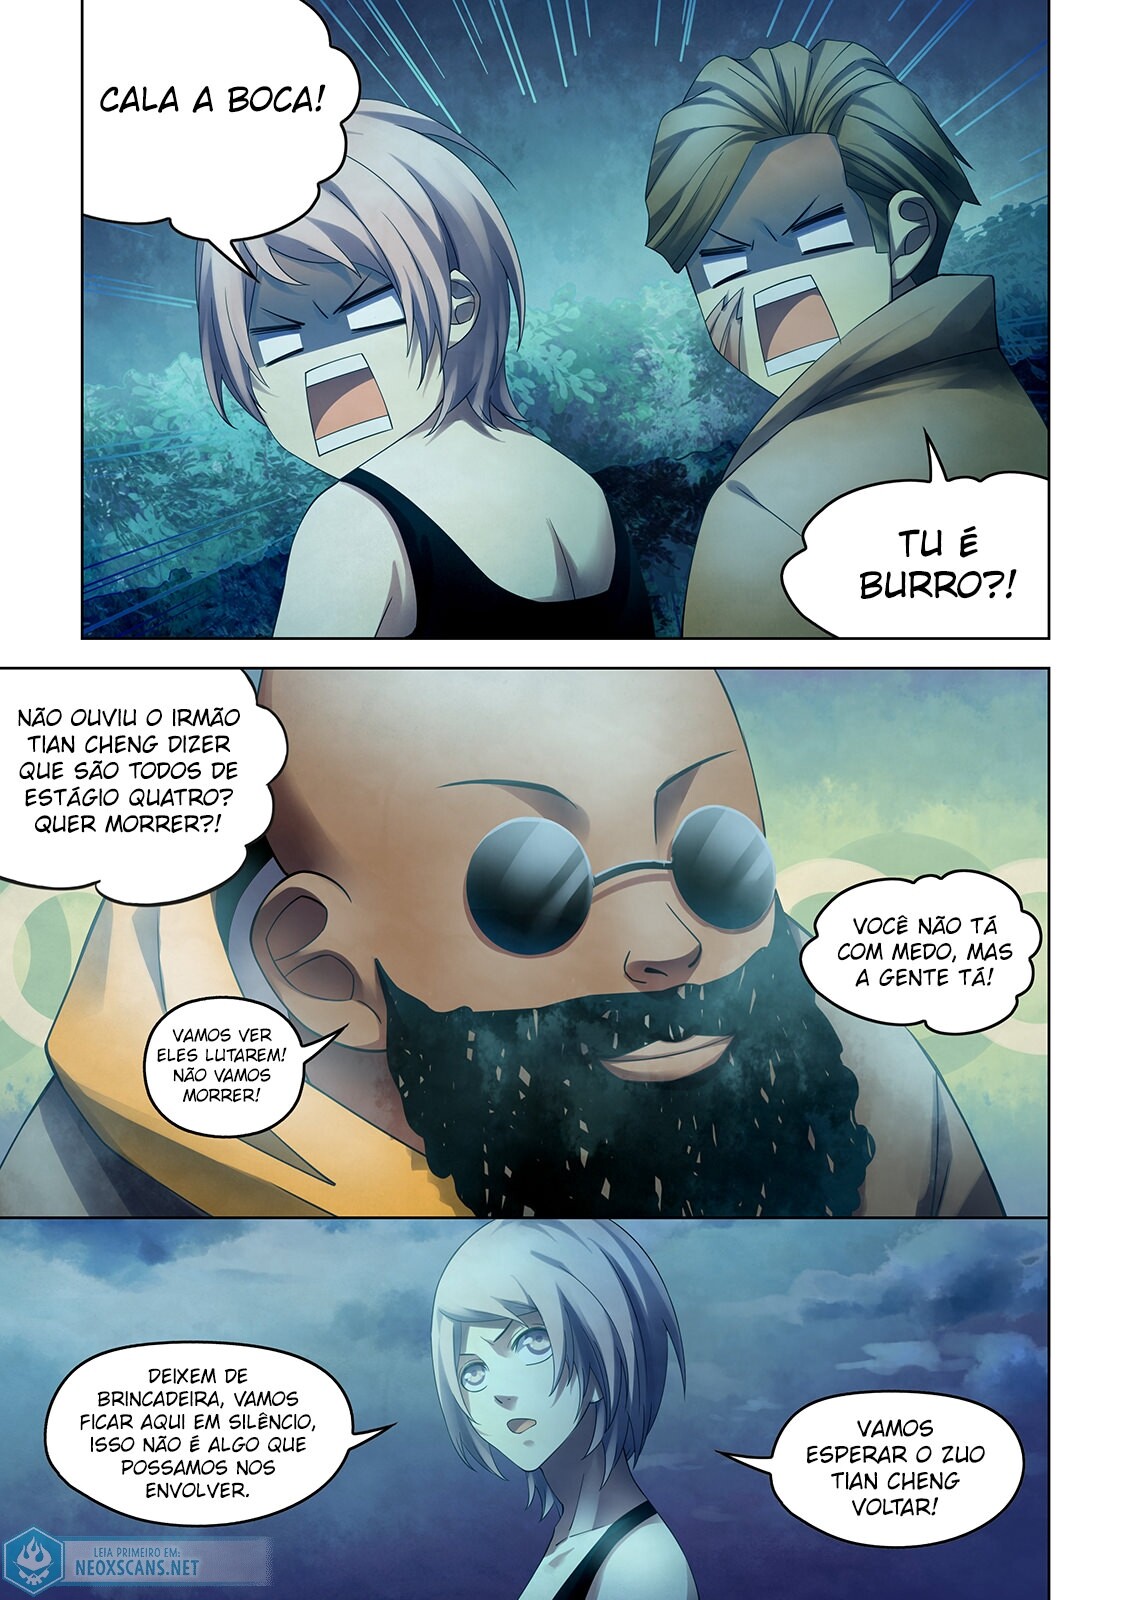 CALA A BOCA!
TU É
BURRO?!
NÃO OUVIU O IRMÃO
TIAN CHENG DIZER
QUE SÃO TODOS DE
ESTÁGIO QUATRO?
QUER MORRER?!
VOCÊ NÃO TÁ
COM MEDO, MAS
A GENTE TÁ!
VAMOS VER
ELES LUTAREM!
NÃO VAMOS
MORRER!
DEIXEM DE
BRINCADEIRA, VAMOS
FICAR AQUI EM SILÊNCIO,
ISSO NÃO É ALGO QUE
POSSAMOS NOS
ENVOLVER.
VAMOS
ESPERAR O ZUO
TIAN CHENG
VOLTAR!
LEIA PRIMEIRO EM:
NEOXSCANS.NET